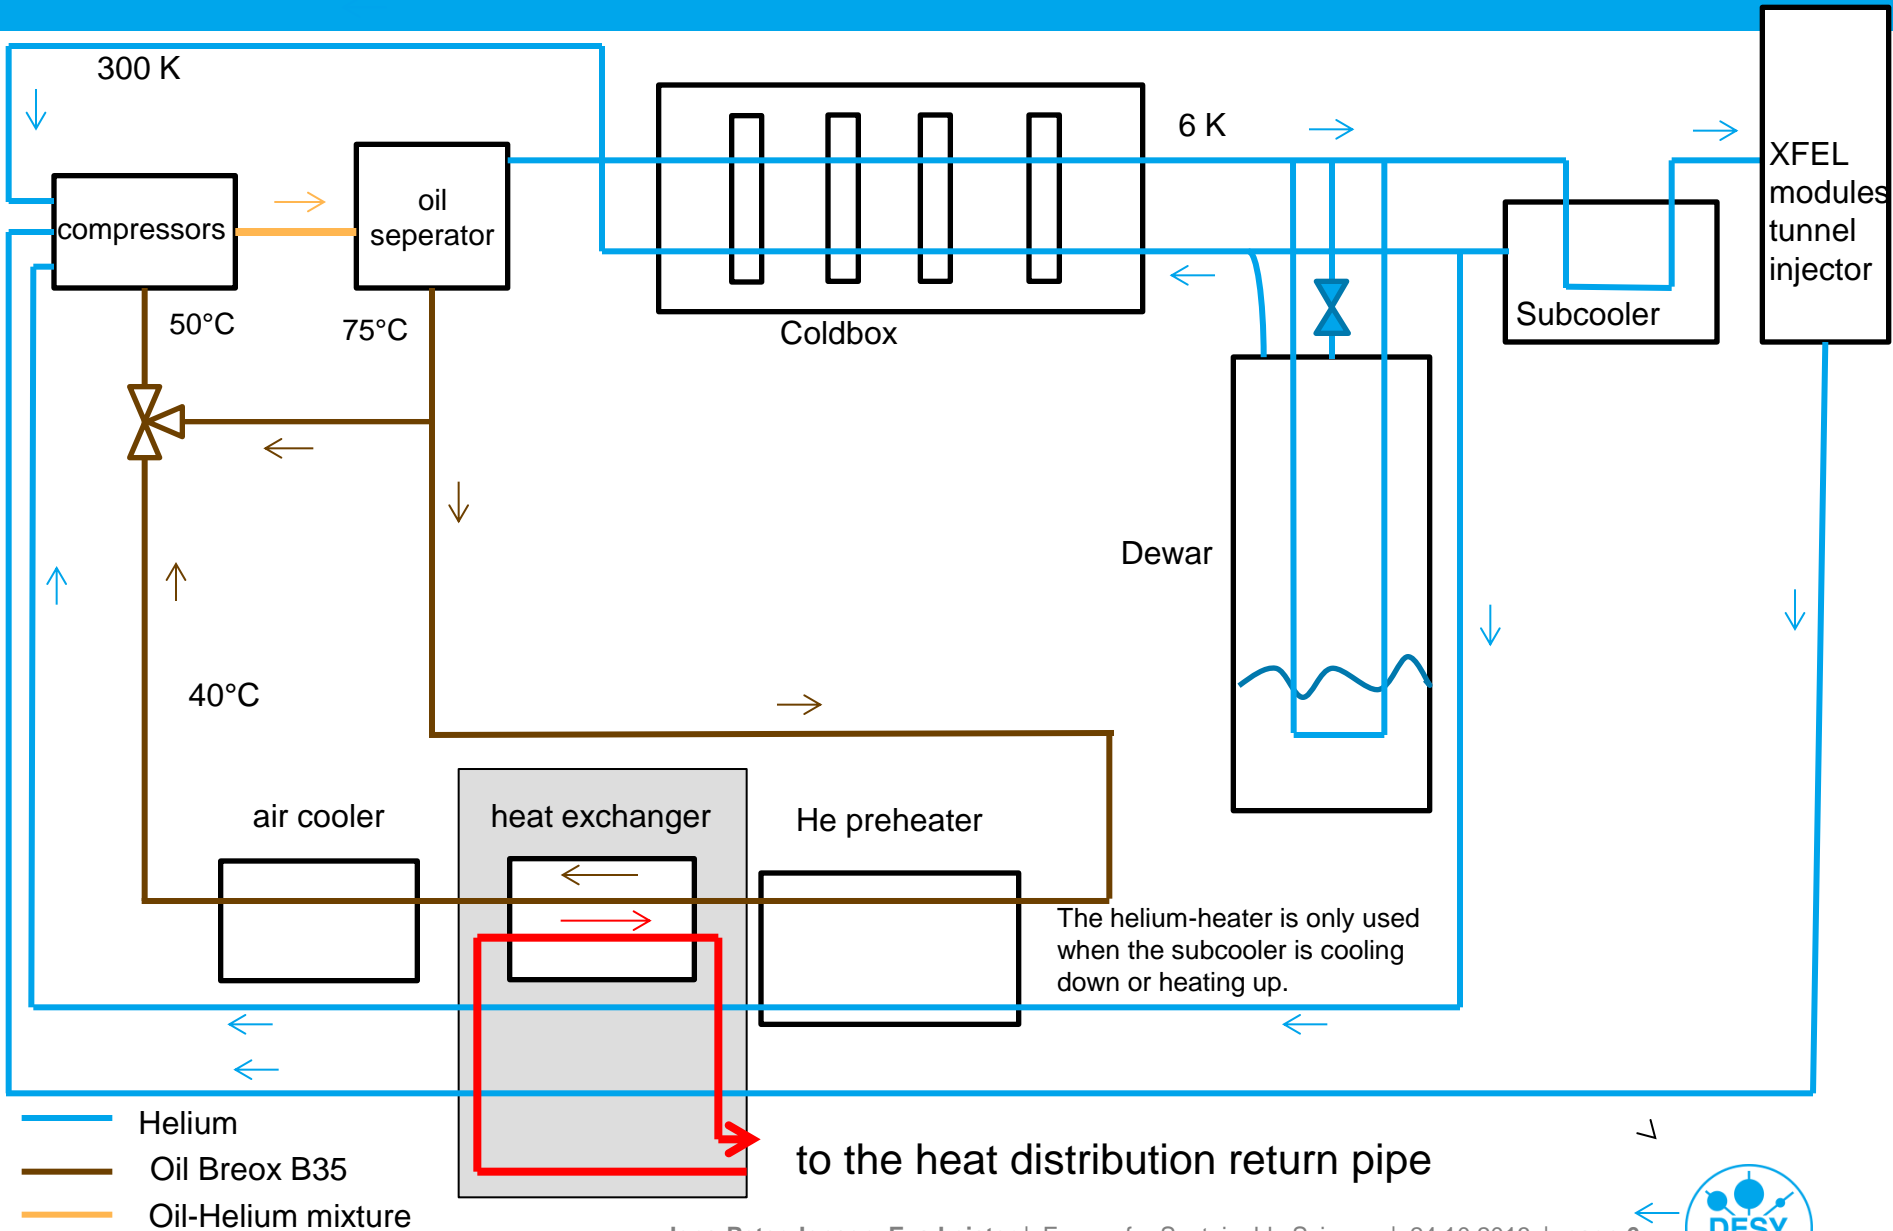 300 K
6 K
XFEL
modules
tunnel
injector
compressors
oil
seperator
50°C
75°C
Coldbox
Subcooler
Dewar
40°C
air cooler
heat exchanger
He preheater
The helium-heater is only used
when the subcooler is cooling
down or heating up.
Helium
Oil Breox B35
Oil-Helium mixture
to the heat distribution return pipe
DESY